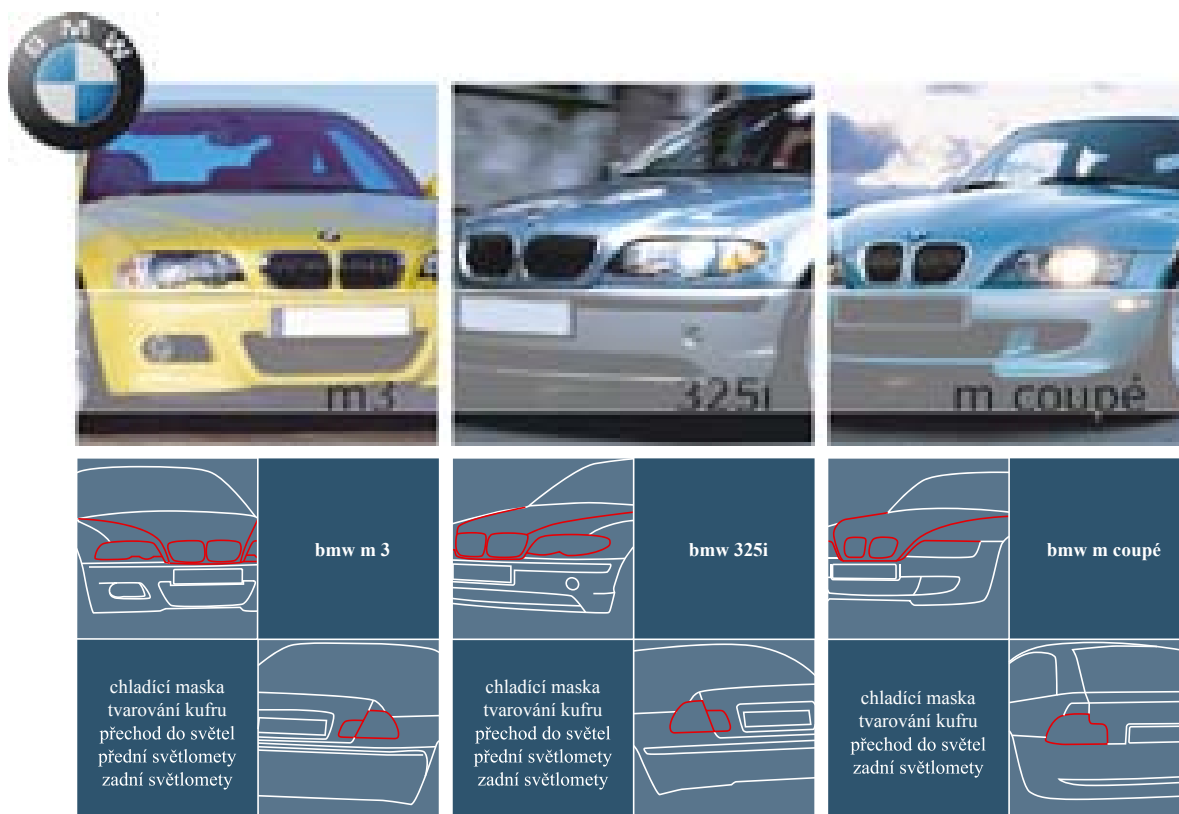 BMW
m3
325i
m coupé
bmw m 3
bmw 325i
bmw m coupé
chladící maska
tvarování kufru
přechod do světel
přední světlomety
zadní světlomety
chladící maska
tvarování kufru
přechod do světel
přední světlomety
zadní světlomety
chladící maska
tvarování kufru
přechod do světel
zadní světlomety